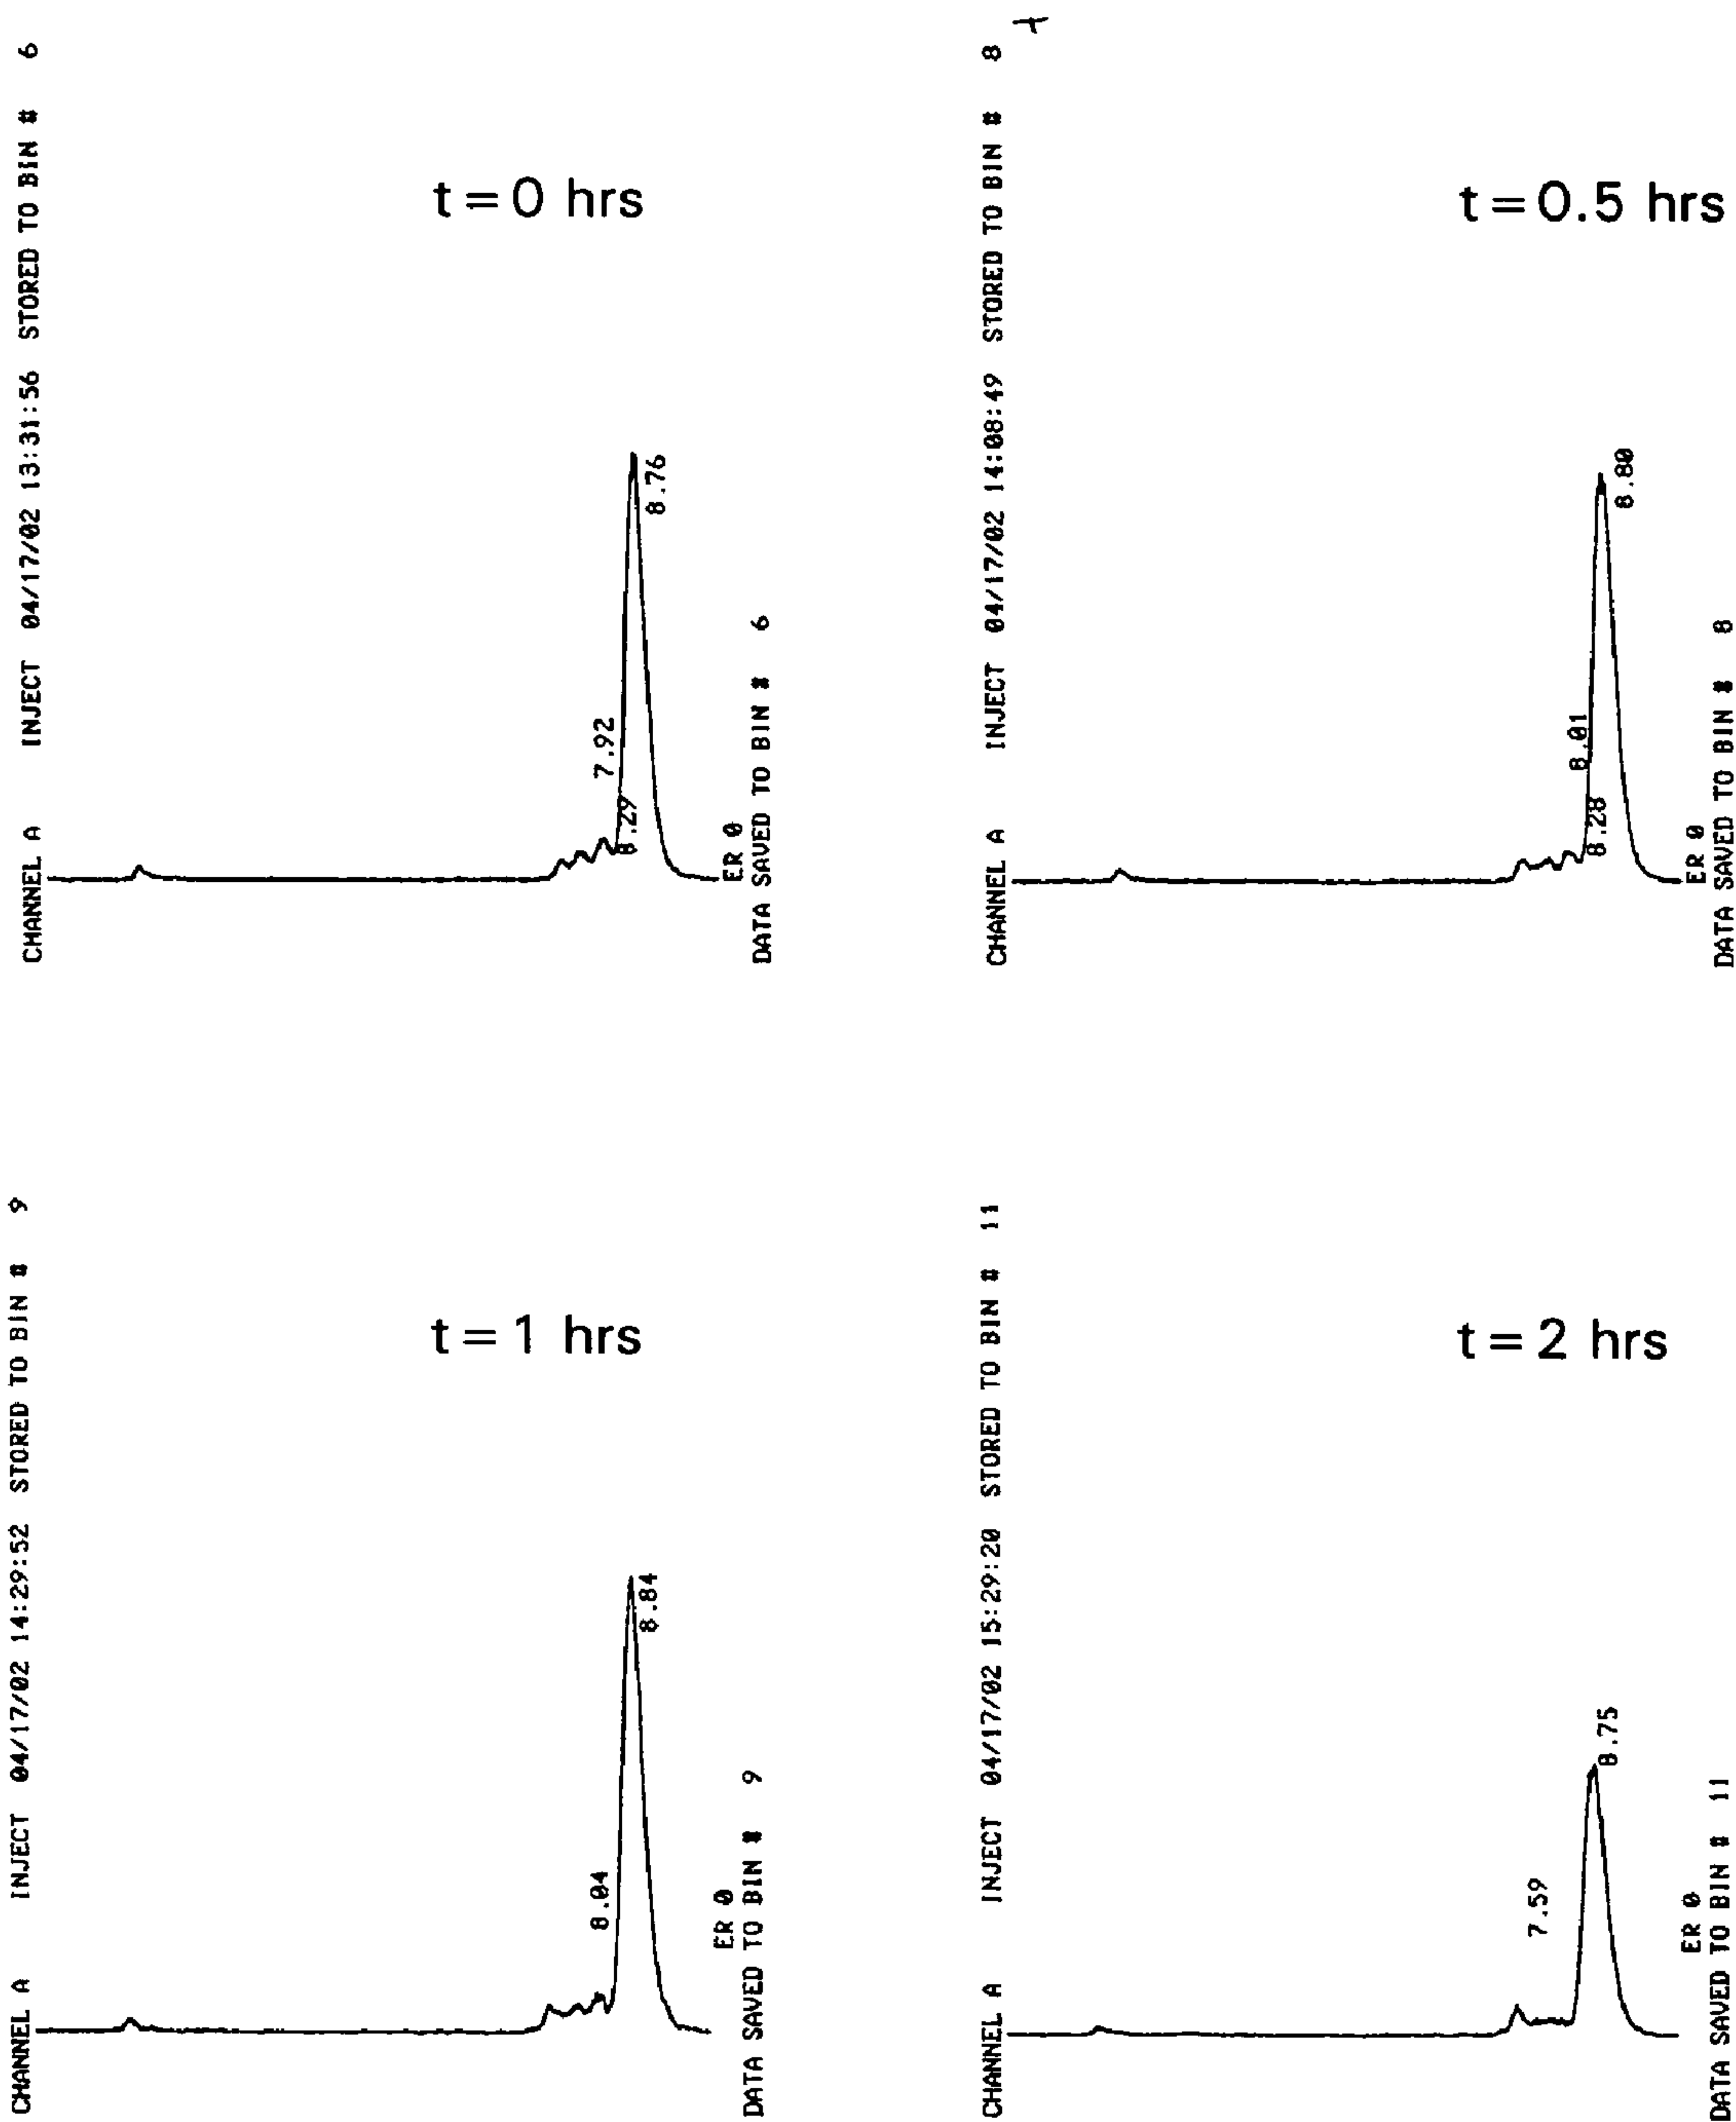 CHANNEL A INJECT 04/17/02 13:31:56 STORED TO BIN # 6
t=0 hrs
7.92
8.29
8.76
ER 0
DATA SAVED TO BIN # 6
CHANNEL A INJECT 04/17/02 14:08:49 STORED TO BIN # 8
t=0.5 hrs
8.01
8.28
8.80
ER 0
DATA SAVED TO BIN # 8
CHANNEL A INJECT 04/17/02 14:29:52 STORED TO BIN # 9
t=1 hrs
8.04
8.84
ER 0
DATA SAVED TO BIN # 9
CHANNEL A INJECT 04/17/02 15:29:20 STORED TO BIN # 11
t=2 hrs
7.59
8.75
ER 0
DATA SAVED TO BIN # 11